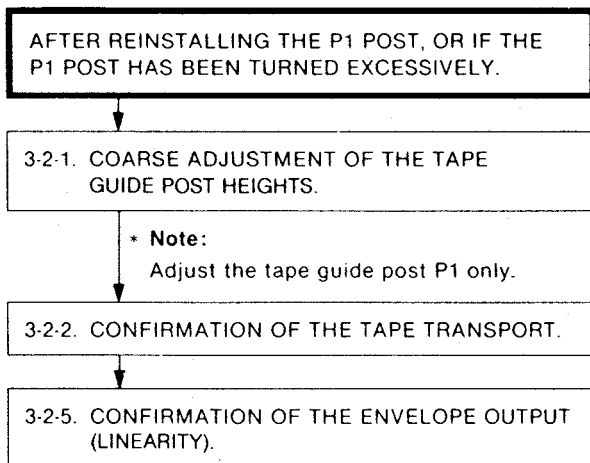 AFTER REINSTALLING THE P1 POST, OR IF THE
P1 POST HAS BEEN TURNED EXCESSIVELY.
3-2-1. COARSE ADJUSTMENT OF THE TAPE
GUIDE POST HEIGHTS.
* Note:
Adjust the tape guide post P1 only.
3-2-2. CONFIRMATION OF THE TAPE TRANSPORT.
3-2-5. CONFIRMATION OF THE ENVELOPE OUTPUT
(LINEARITY).